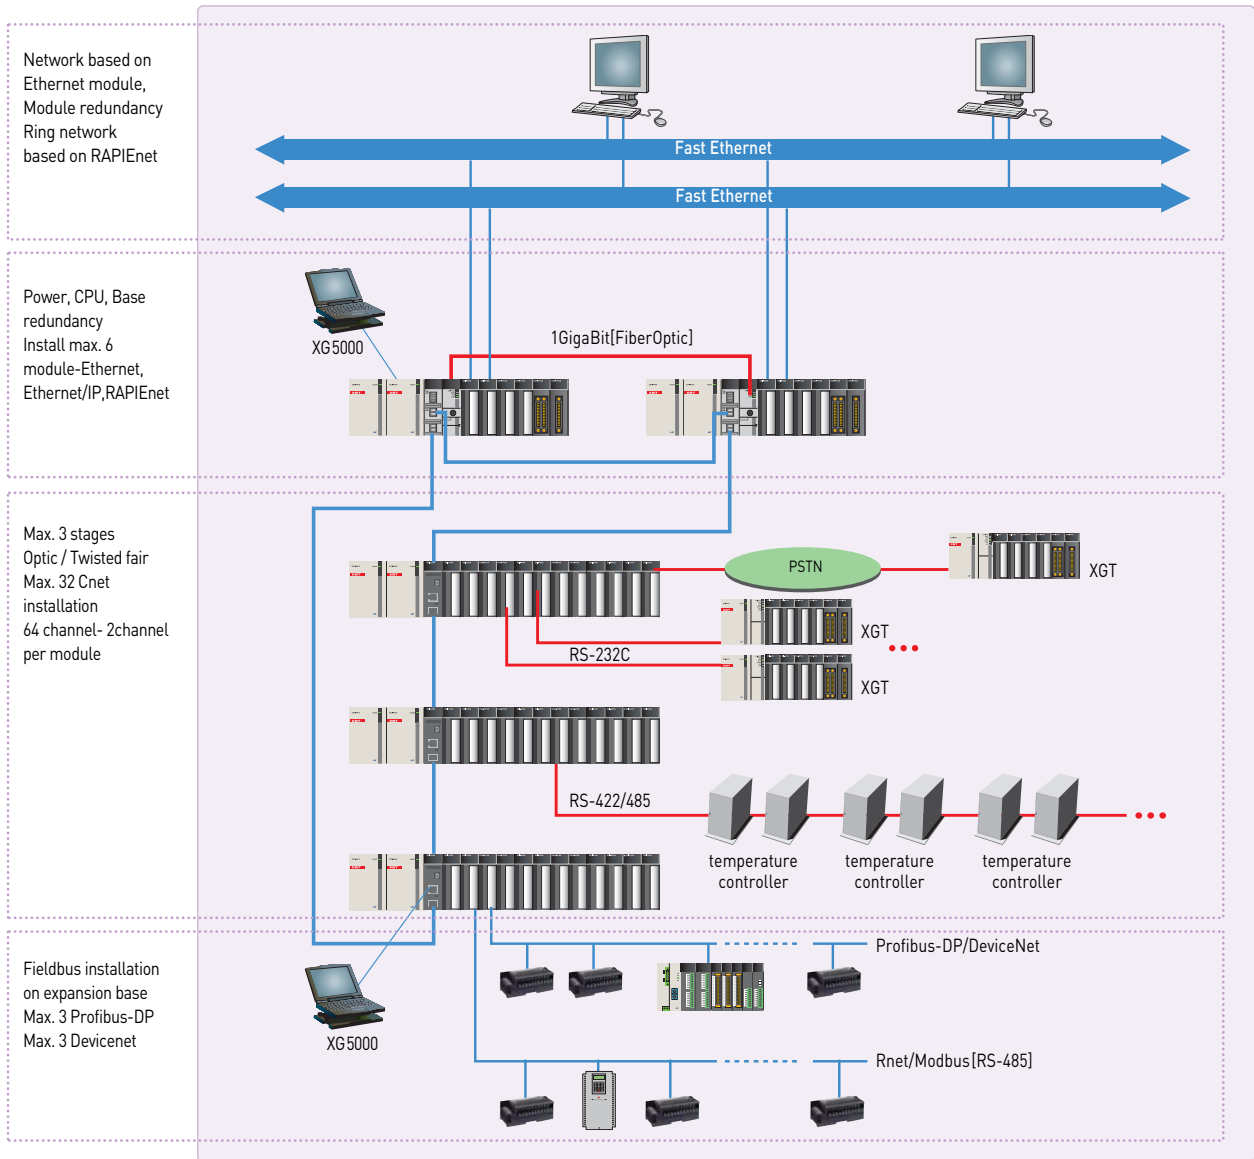 Network based on
Ethernet module,
Module redundancy
Ring network
based on RAPIEnet
Fast Ethernet
Fast Ethernet
Power, CPU, Base
redundancy
Install max. 6
module-Ethernet,
Ethernet/IP,RAPIEnet
XG5000
1GigaBit[FiberOptic]
Max. 3 stages
Optic / Twisted fair
Max. 32 Cnet
installation
64 channel- 2channel
per module
PSTN
XGT
XGT
RS-232C
XGT
RS-422/485
temperature
controller
temperature
controller
temperature
controller
Fieldbus installation
on expansion base
Max. 3 Profibus-DP
Max. 3 Devicenet
XG5000
Profibus-DP/DeviceNet
Rnet/Modbus[RS-485]